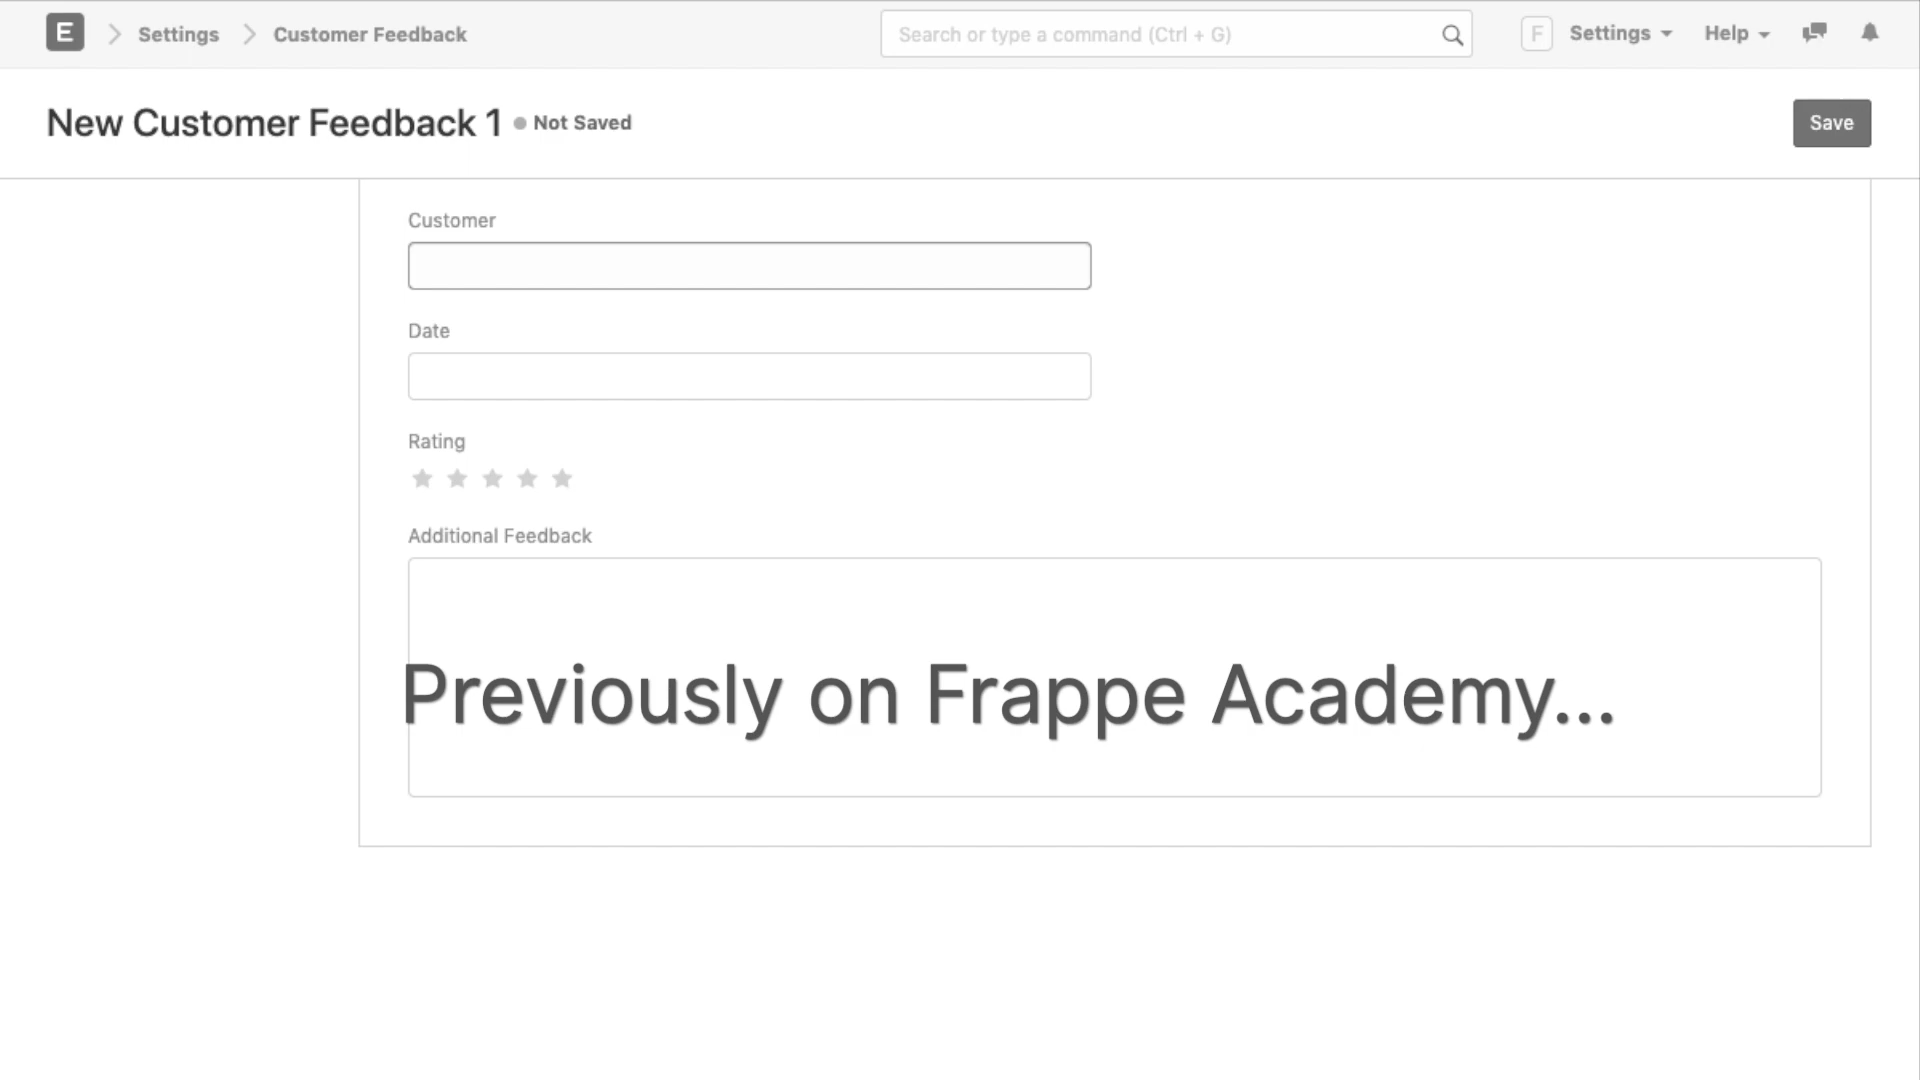 E Settings Customer Feedback Search or type a command (Ctrl + G) F Settings Help
New Customer Feedback 1 Not Saved Save
Customer
Date
Rating
Additional Feedback
Previously on Frappe Academy...